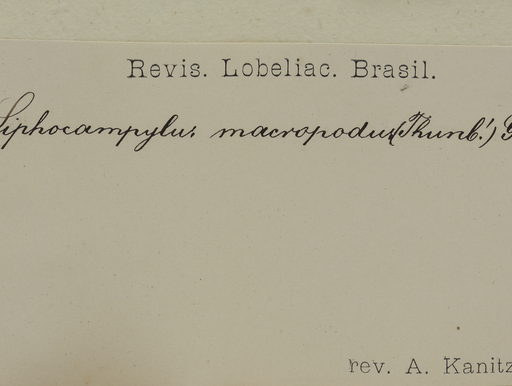 Revis. Lobeliac. Brasil.
Siphocampylus macropodus (Thunb.!)
rev. A. Kanitz